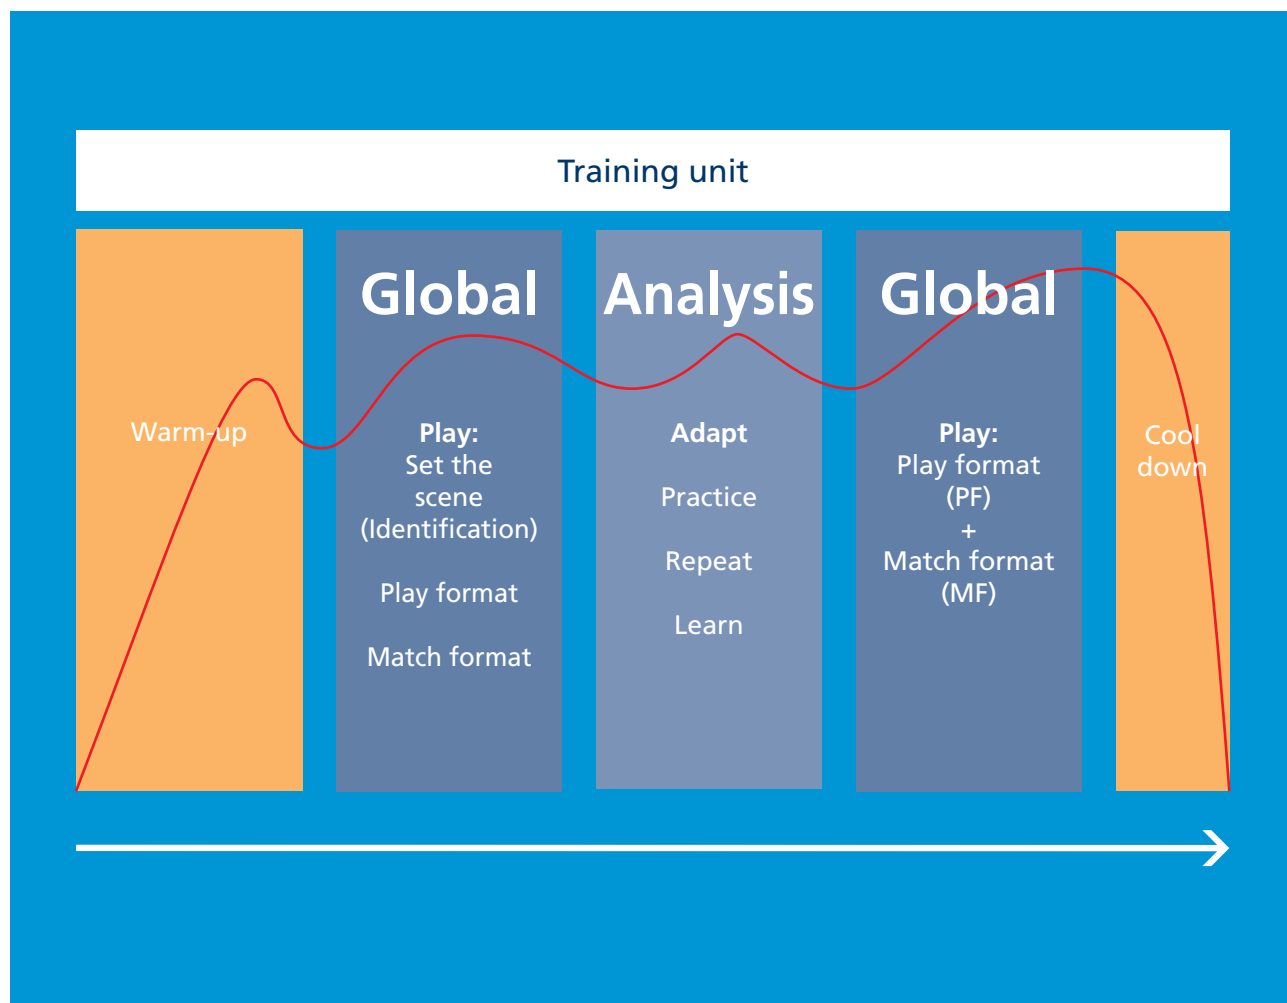 Training unit
Warm-up
Global
Play:
Set the
scene
(Identification)
Play format
Match format
Analysis
Adapt
Practice
Repeat
Learn
Global
Play:
Play format
(PF)
+
Match format
(MF)
Cool
down